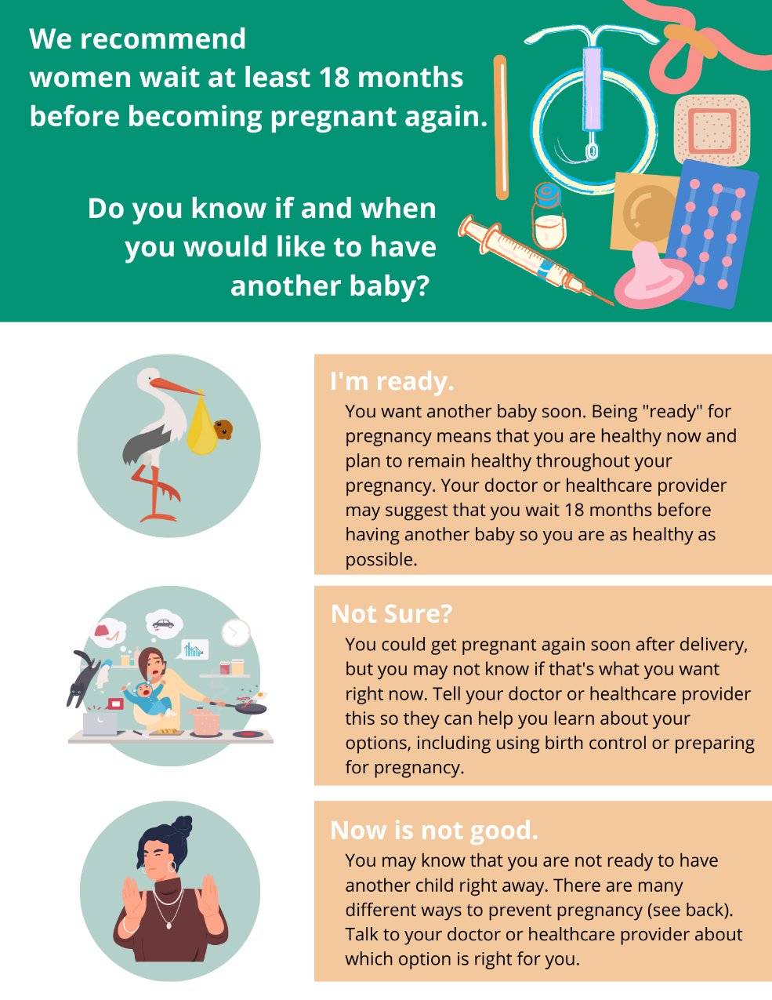 We recommend
women wait at least 18 months
before becoming pregnant again.
Do you know if and when
you would like to have
another baby?
I'm ready.
You want another baby soon. Being "ready" for
pregnancy means that you are healthy now and
plan to remain healthy throughout your
pregnancy. Your doctor or healthcare provider
may suggest that you wait 18 months before
having another baby so you are as healthy as
possible.
Not Sure?
You could get pregnant again soon after delivery,
but you may not know if that's what you want
right now. Tell your doctor or healthcare provider
this so they can help you learn about your
options, including using birth control or preparing
for pregnancy.
Now is not good.
You may know that you are not ready to have
another child right away. There are many
different ways to prevent pregnancy (see back).
Talk to your doctor or healthcare provider about
which option is right for you.